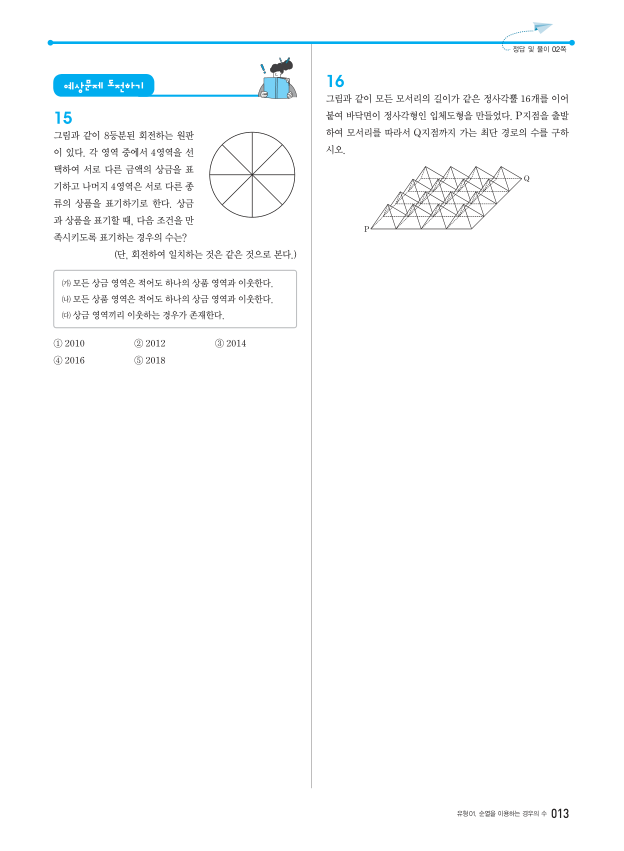 정답 및 풀이 02쪽
예상문제 도전하기
15
그림과 같이 8등분된 회전하는 원판
이 있다. 각 영역 중에서 4영역을 선
택하여 서로 다른 금액의 상금을 표
기하고 나머지 4영역은 서로 다른 종
류의 상품을 표기하기로 한다. 상금
과 상품을 표기할 때, 다음 조건을 만
족시키도록 표기하는 경우의 수는?
(단, 회전하여 일치하는 것은 같은 것으로 본다.)
㈎ 모든 상금 영역은 적어도 하나의 상품 영역과 이웃한다.
㈏ 모든 상품 영역은 적어도 하나의 상금 영역과 이웃한다.
㈐ 상금 영역끼리 이웃하는 경우가 존재한다.
① 2010 ② 2012 ③ 2014
④ 2016 ⑤ 2018
16
그림과 같이 모든 모서리의 길이가 같은 정사각뿔 16개를 이어
붙여 바닥면이 정사각형인 입체도형을 만들었다. P지점을 출발
하여 모서리를 따라서 Q지점까지 가는 최단 경로의 수를 구하
시오.
Q
P
유형01. 순열을 이용하는 경우의 수 013